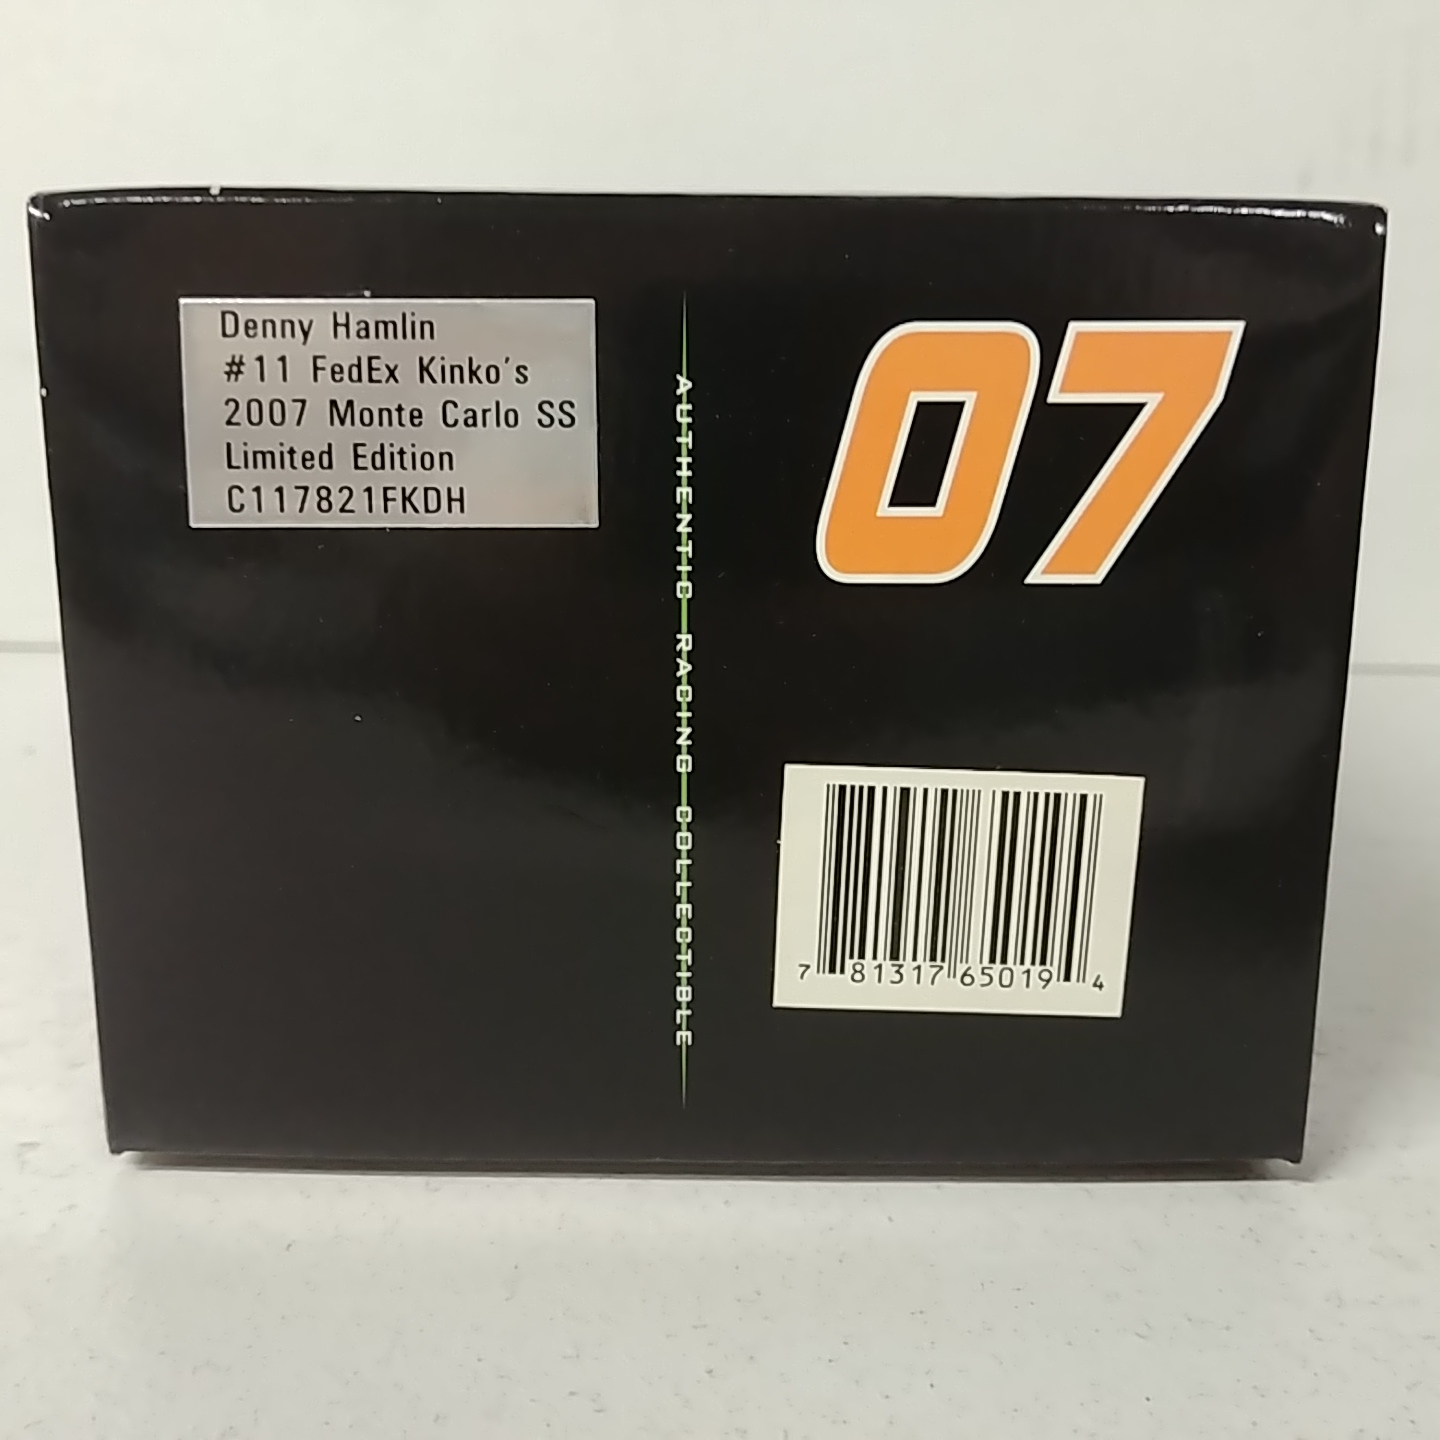 Denny Hamlin
#11 FedEx Kinko's
2007 Monte Carlo SS
Limited Edition
C117821FKDH
AUTHENTIC RACING COLLECTIBLE
07
7 81317 65019 4